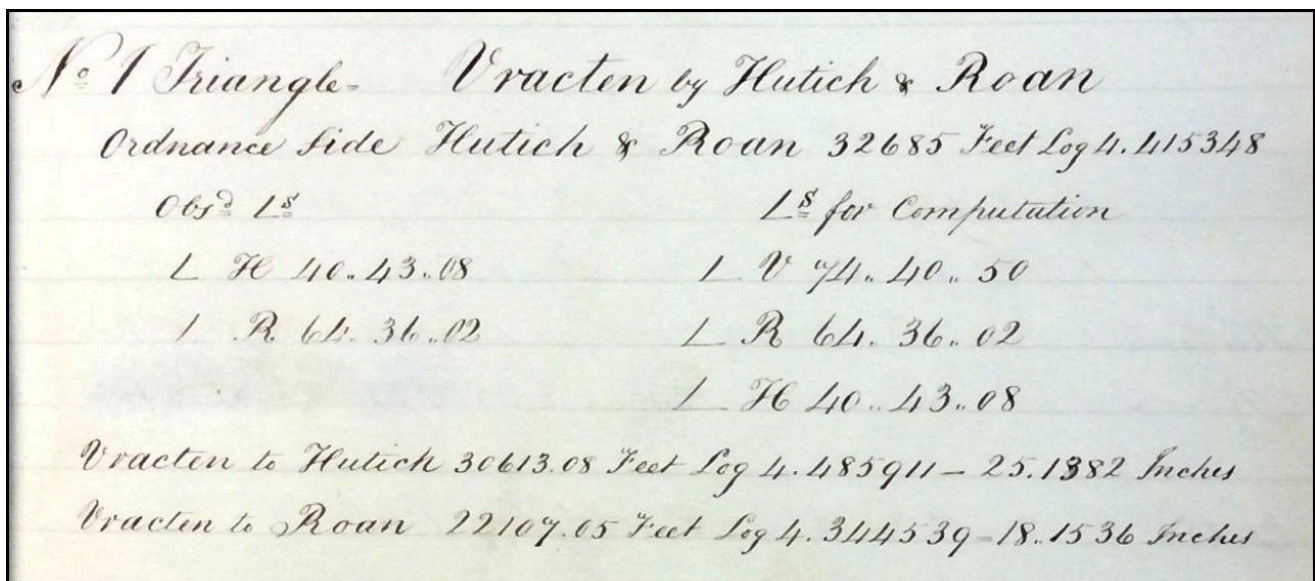 No 1 Triangle - Vracten by Hutich & Roan
Ordnance Side Hutich & Roan 32685 Feet Log 4.415348
Obsd Ls Ls for Computation
L H 40..43..08 L V 74..40..50
L R 64..36..02 L R 64..36..02
L H 40..43..08
Vracten to Hutich 30613.08 Feet Log 4.485911 – 25.1382 Inches
Vracten to Roan 22107.05 Feet Log 4.344539 – 18.1536 Inches